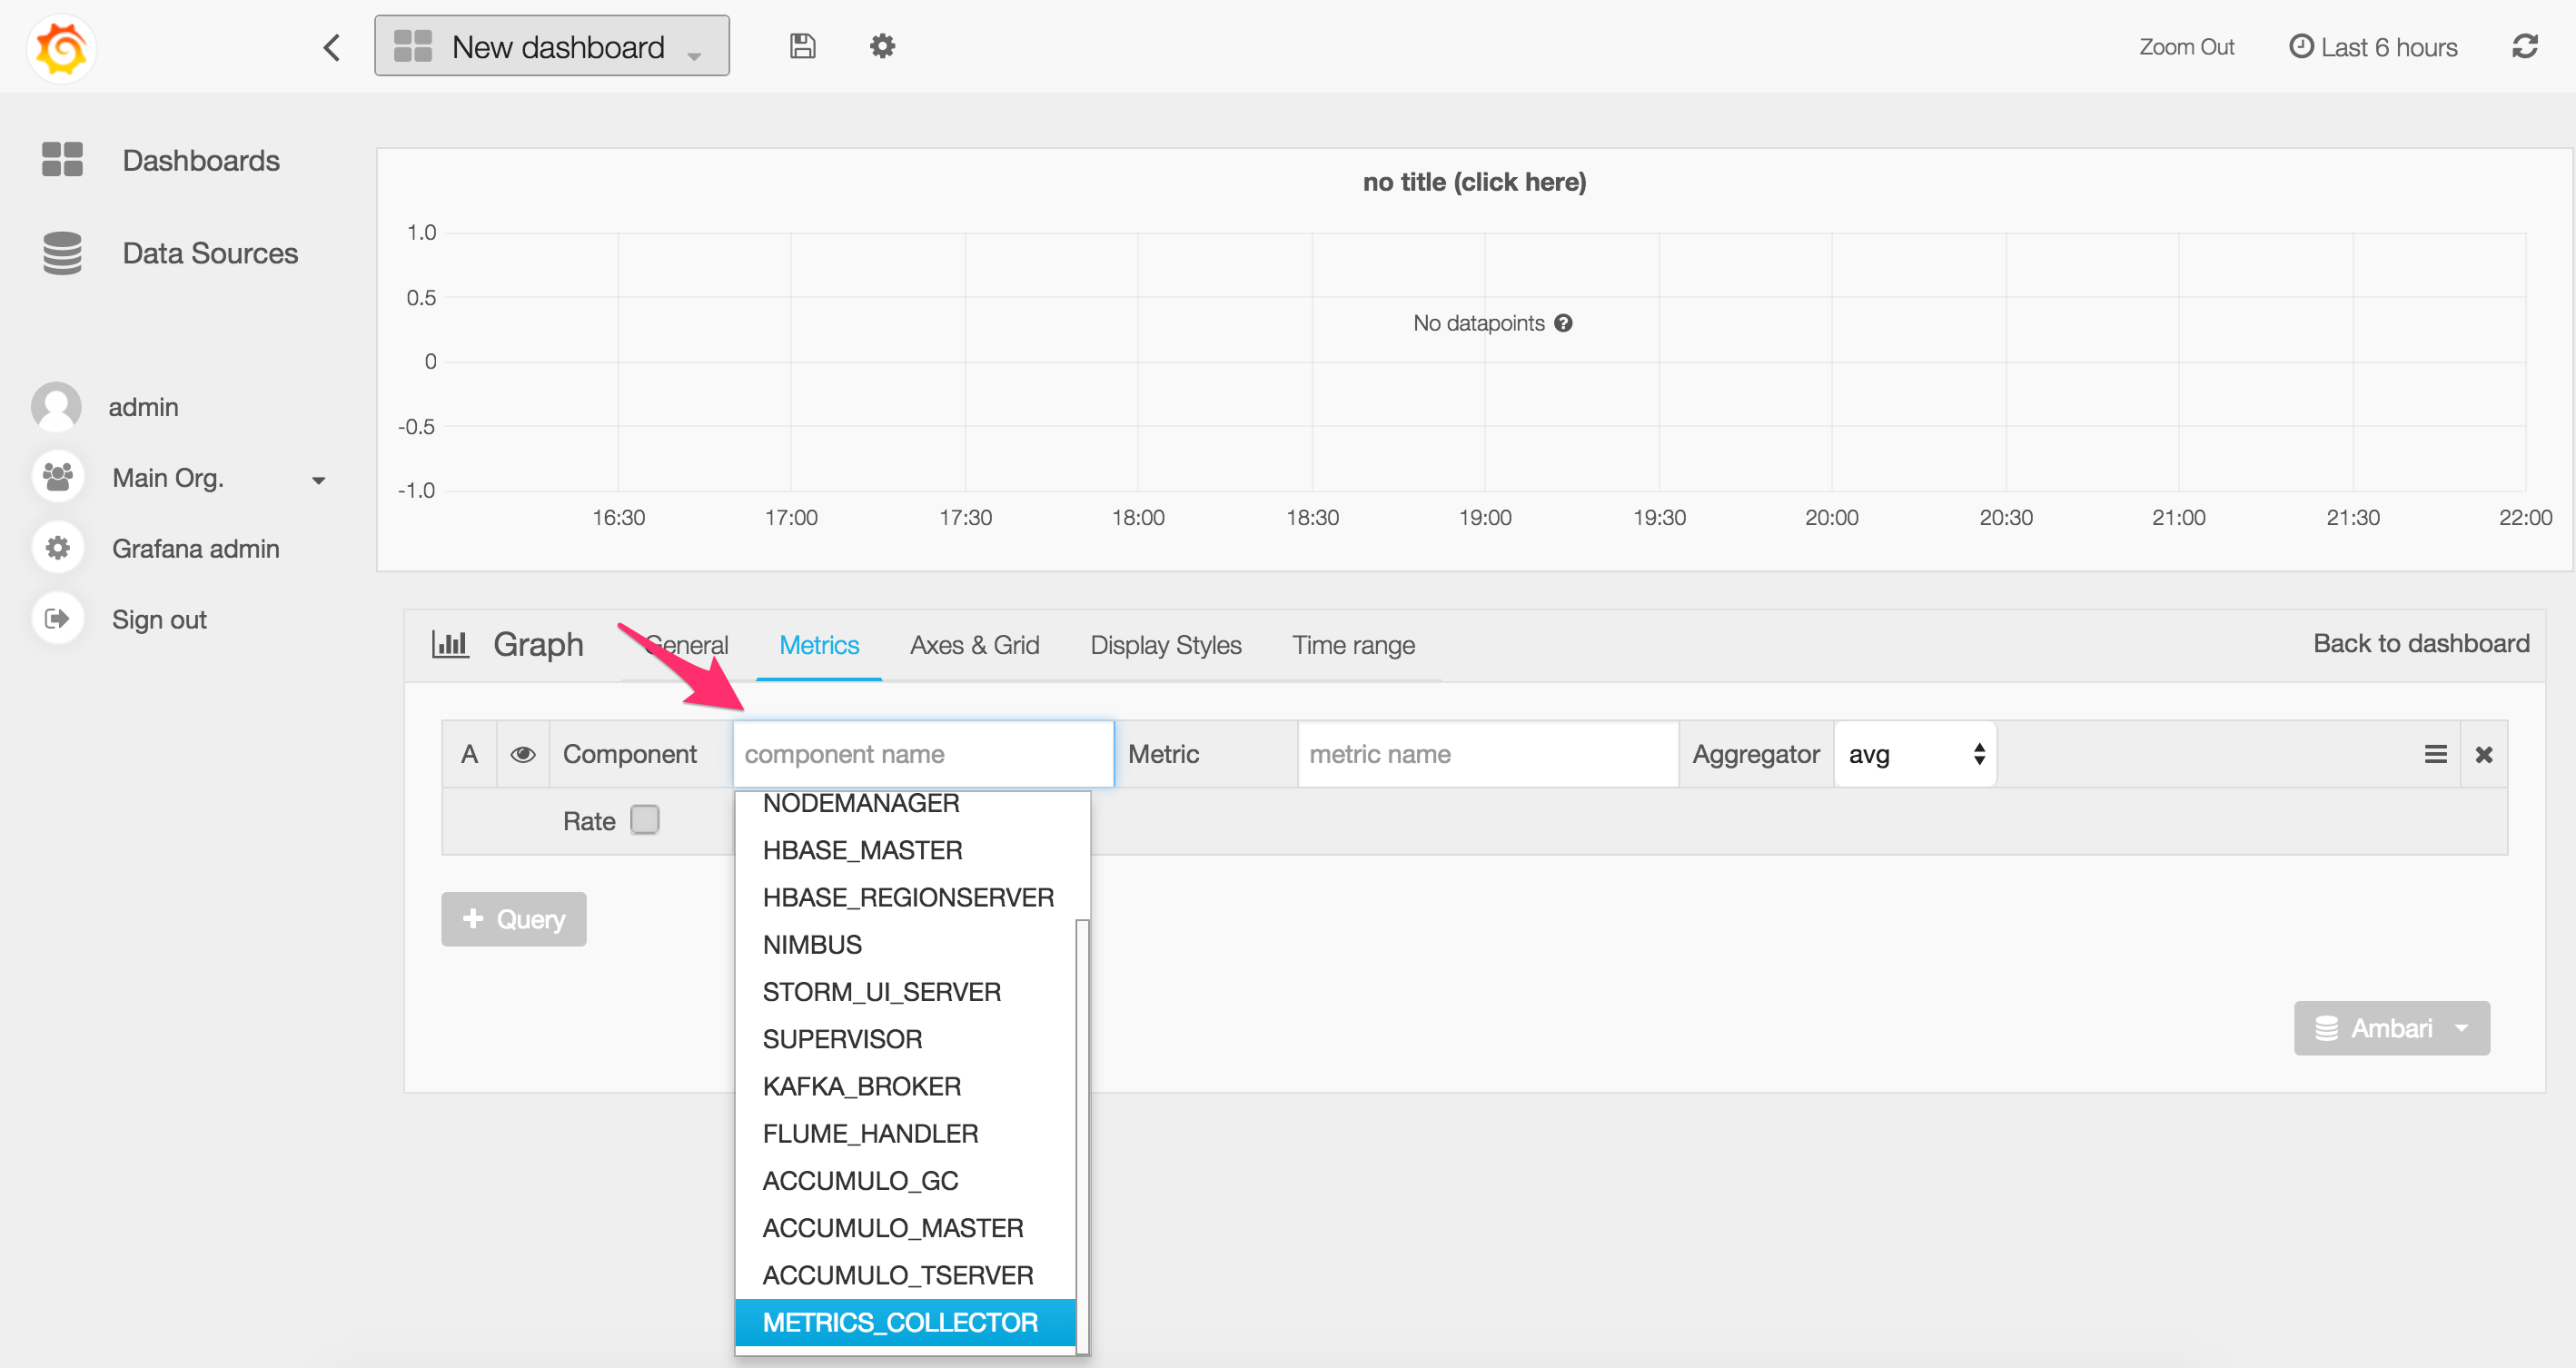 New dashboard
Zoom Out
Last 6 hours
Dashboards
Data Sources
admin
Main Org.
Grafana admin
Sign out
no title (click here)
1.0
0.5
No datapoints
0
-0.5
-1.0
16:30 17:00 17:30 18:00 18:30 19:00 19:30 20:00 20:30 21:00 21:30 22:00
Graph General Metrics Axes & Grid Display Styles Time range Back to dashboard
A Component component name Metric metric name Aggregator avg
Rate
NODEMANAGER
HBASE_MASTER
HBASE_REGIONSERVER
NIMBUS
STORM_UI_SERVER
SUPERVISOR
KAFKA_BROKER
FLUME_HANDLER
ACCUMULO_GC
ACCUMULO_MASTER
ACCUMULO_TSERVER
METRICS_COLLECTOR
+ Query
Ambari